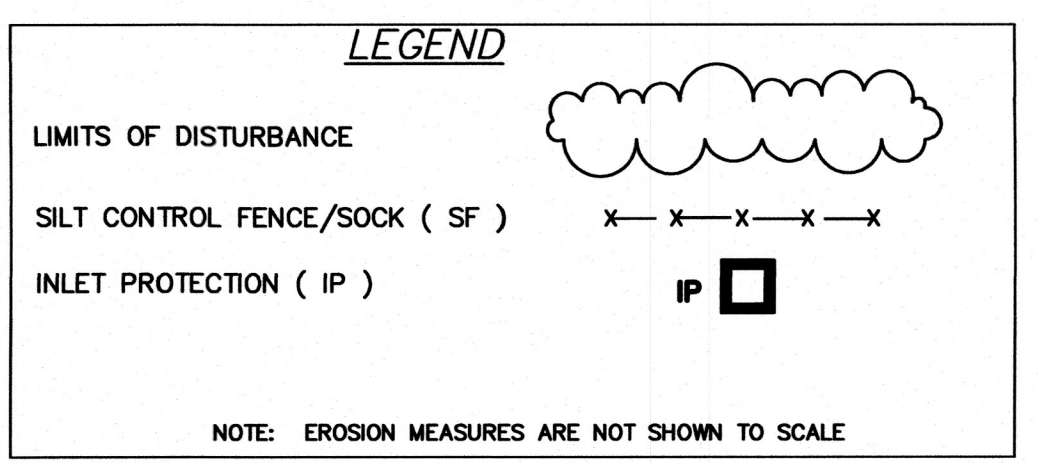 LEGEND
LIMITS OF DISTURBANCE
SILT CONTROL FENCE/SOCK ( SF ) X X X X X
INLET PROTECTION ( IP ) IP
NOTE: EROSION MEASURES ARE NOT SHOWN TO SCALE